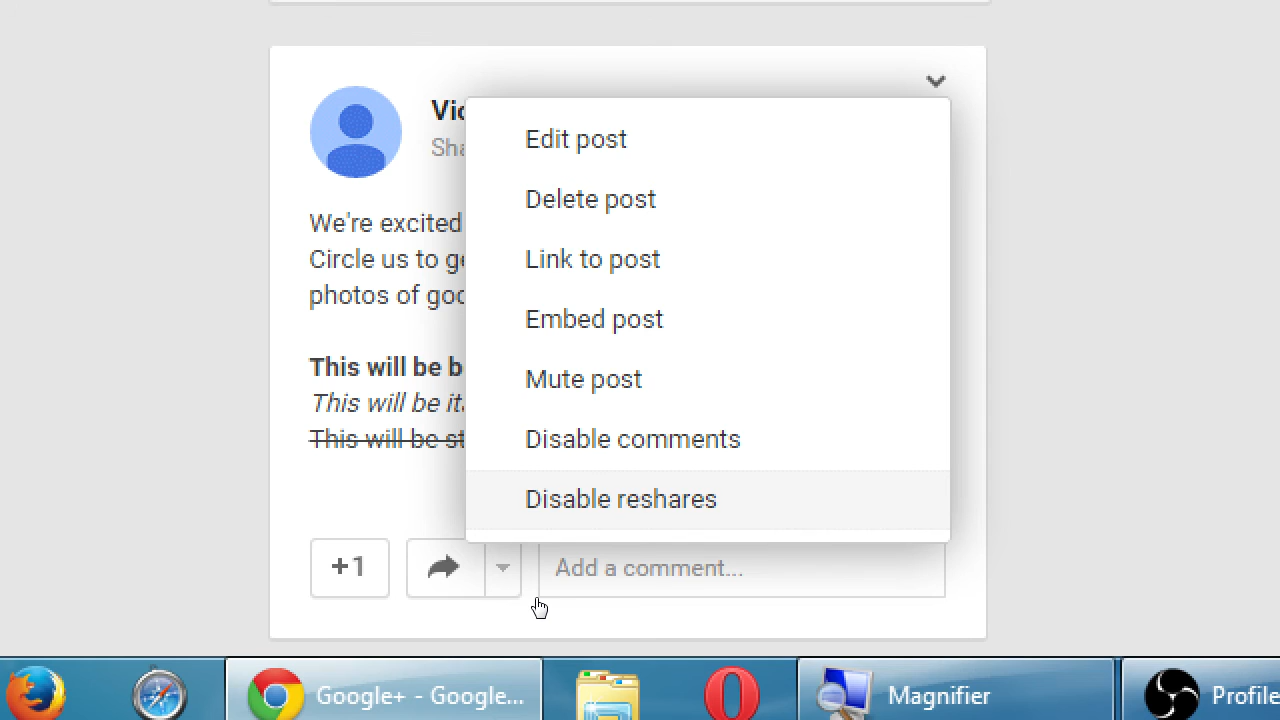 Vic
Sha
Edit post
Delete post
Link to post
Embed post
Mute post
Disable comments
Disable reshares
We're excited
Circle us to ge
photos of goo
This will be b
This will be it
This will be st
+1
Add a comment...
Google+ - Google...
Magnifier
Profile